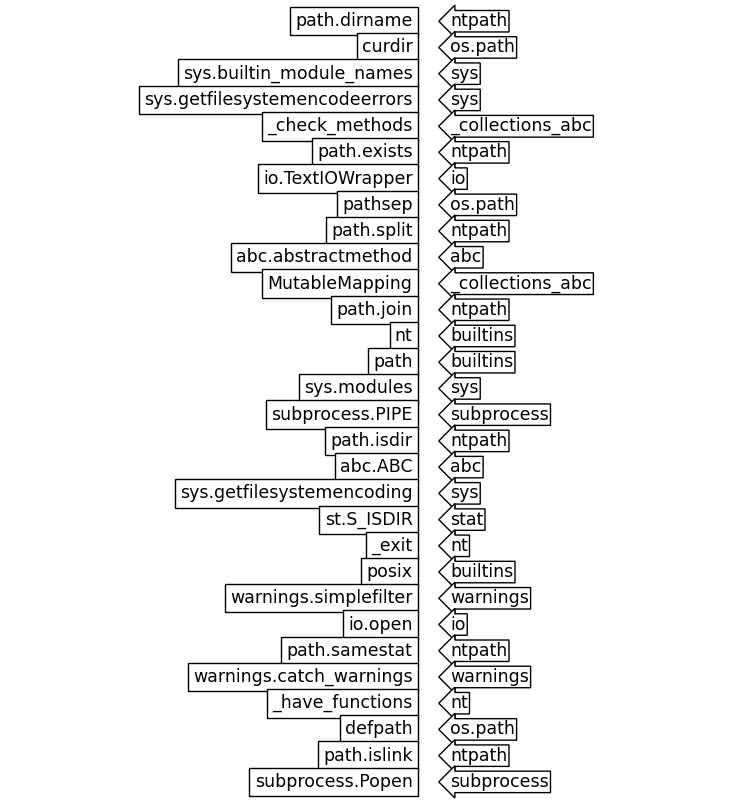 path.dirname ntpath
curdir os.path
sys.builtin_module_names sys
sys.getfilesystemencodeerrors sys
_check_methods _collections_abc
path.exists ntpath
io.TextIOWrapper io
pathsep os.path
path.split ntpath
abc.abstractmethod abc
MutableMapping _collections_abc
path.join ntpath
nt builtins
path builtins
sys.modules sys
subprocess.PIPE subprocess
path.isdir ntpath
abc.ABC abc
sys.getfilesystemencoding sys
st.S_ISDIR stat
_exit nt
posix builtins
warnings.simplefilter warnings
io.open io
path.samestat ntpath
warnings.catch_warnings warnings
_have_functions nt
defpath os.path
path.islink ntpath
subprocess.Popen subprocess